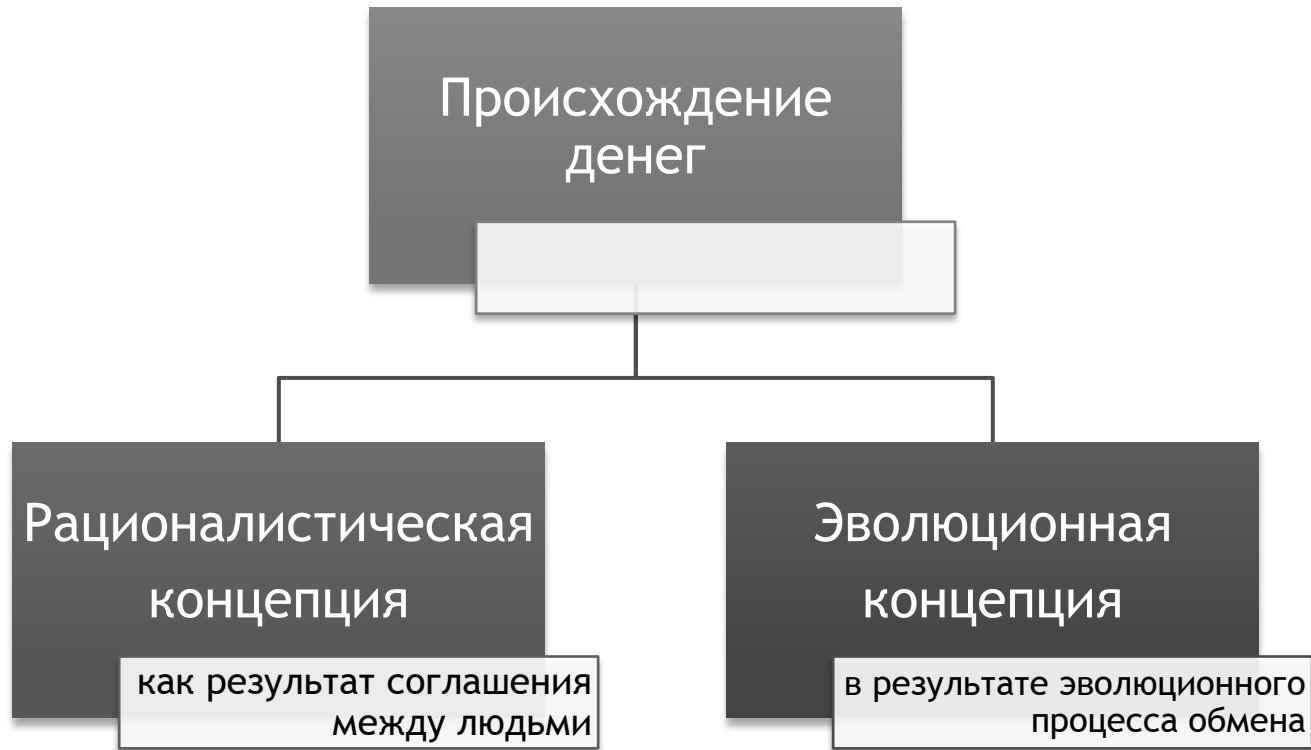 Происхождение
денег
Рационалистическая
концепция
как результат соглашения
между людьми
Эволюционная
концепция
в результате эволюционного
процесса обмена